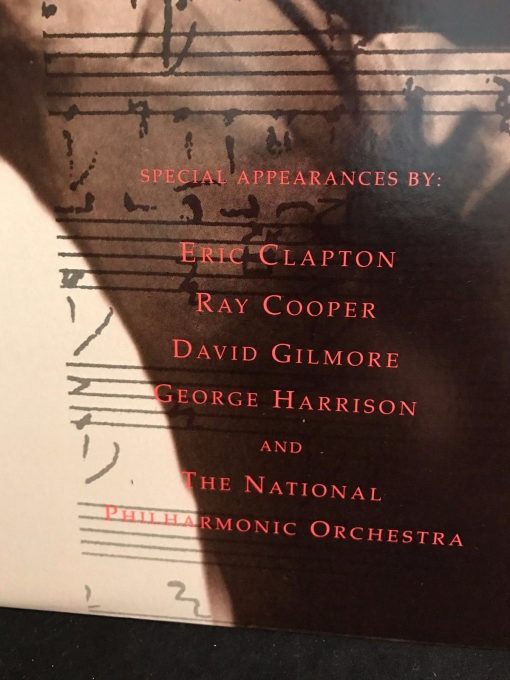 SPECIAL APPEARANCES BY:
ERIC CLAPTON
RAY COOPER
DAVID GILMORE
GEORGE HARRISON
AND
THE NATIONAL
PHILHARMONIC ORCHESTRA